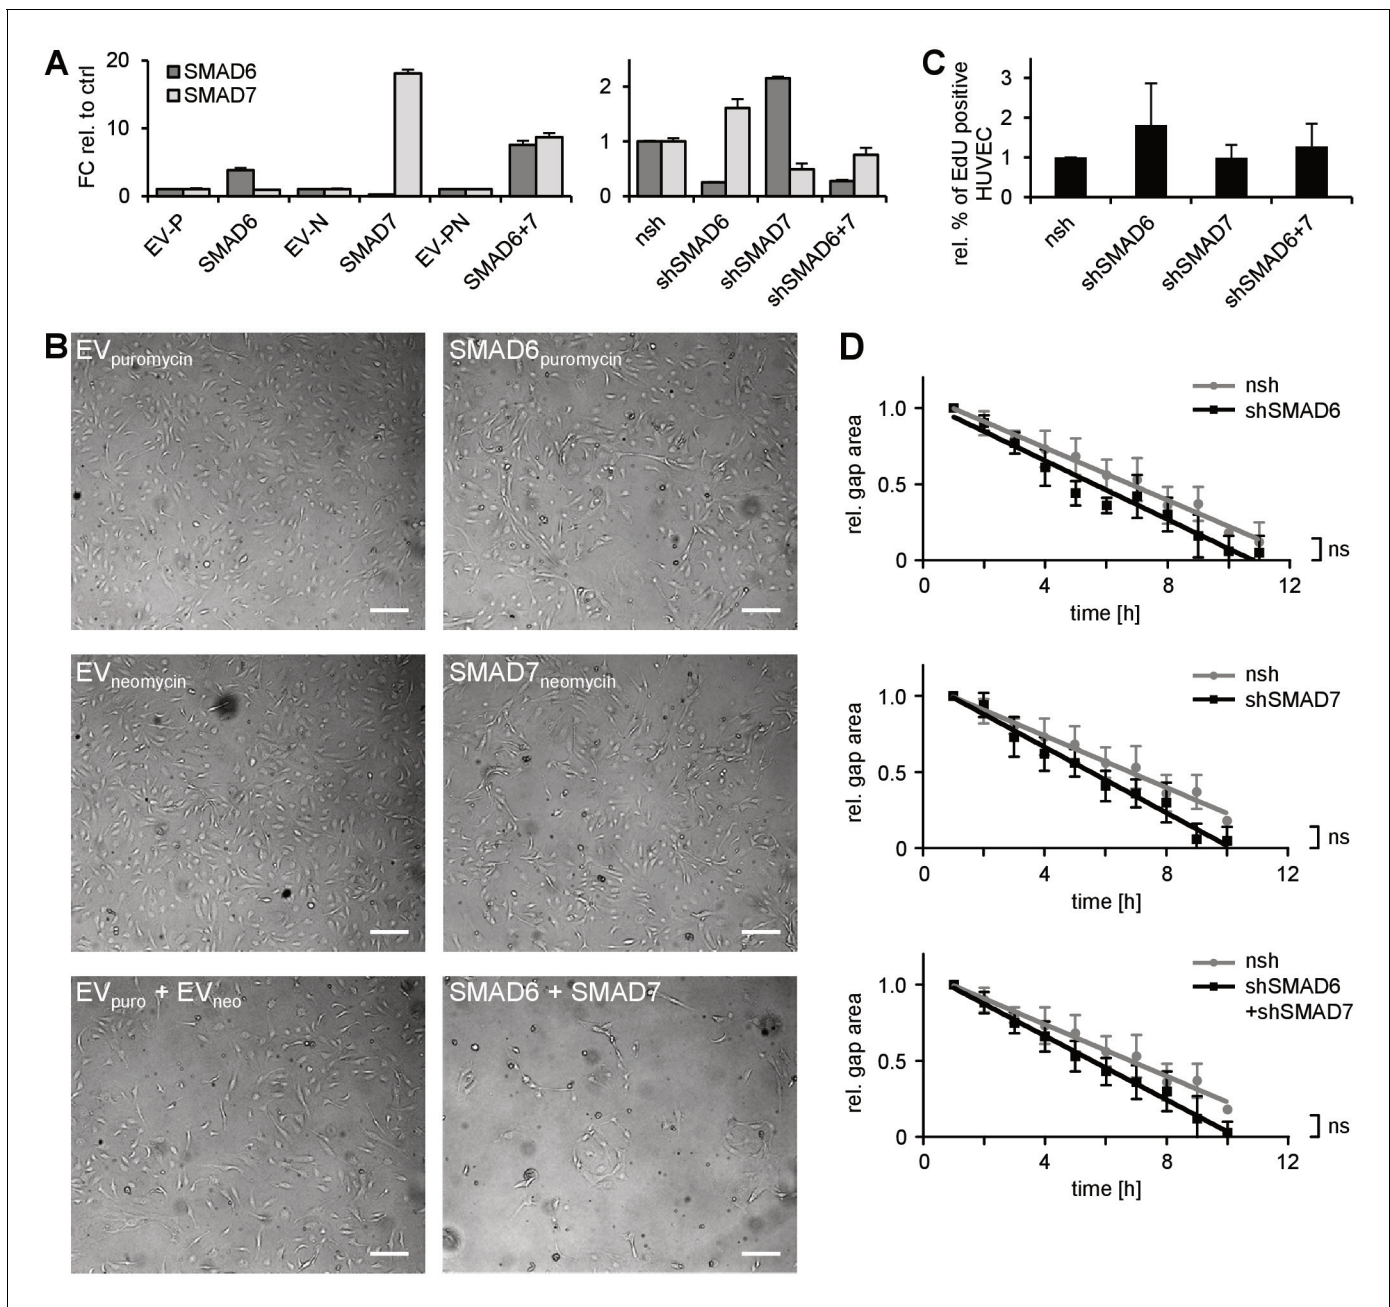 A
FC rel. to ctrl
20
10
0
SMAD6
SMAD7
EV-P
SMAD6
EV-N
SMAD7
EV-PN
SMAD6+7
2
1
0
nsh
shSMAD6
shSMAD7
shSMAD6+7
C
rel. % of EdU positive
HUVEC
3
2
1
0
nsh
shSMAD6
shSMAD7
shSMAD6+7
B
EVpuromycin
SMAD6puromycin
EVneomycin
SMAD7neomycin
EVpuro + EVneo
SMAD6 + SMAD7
D
rel. gap area
1.0
0.5
0
nsh
shSMAD6
ns
0
4
8
12
time [h]
rel. gap area
1.0
0.5
0
nsh
shSMAD7
ns
0
4
8
12
time [h]
rel. gap area
1.0
0.5
0
nsh
shSMAD6
+shSMAD7
ns
0
4
8
12
time [h]